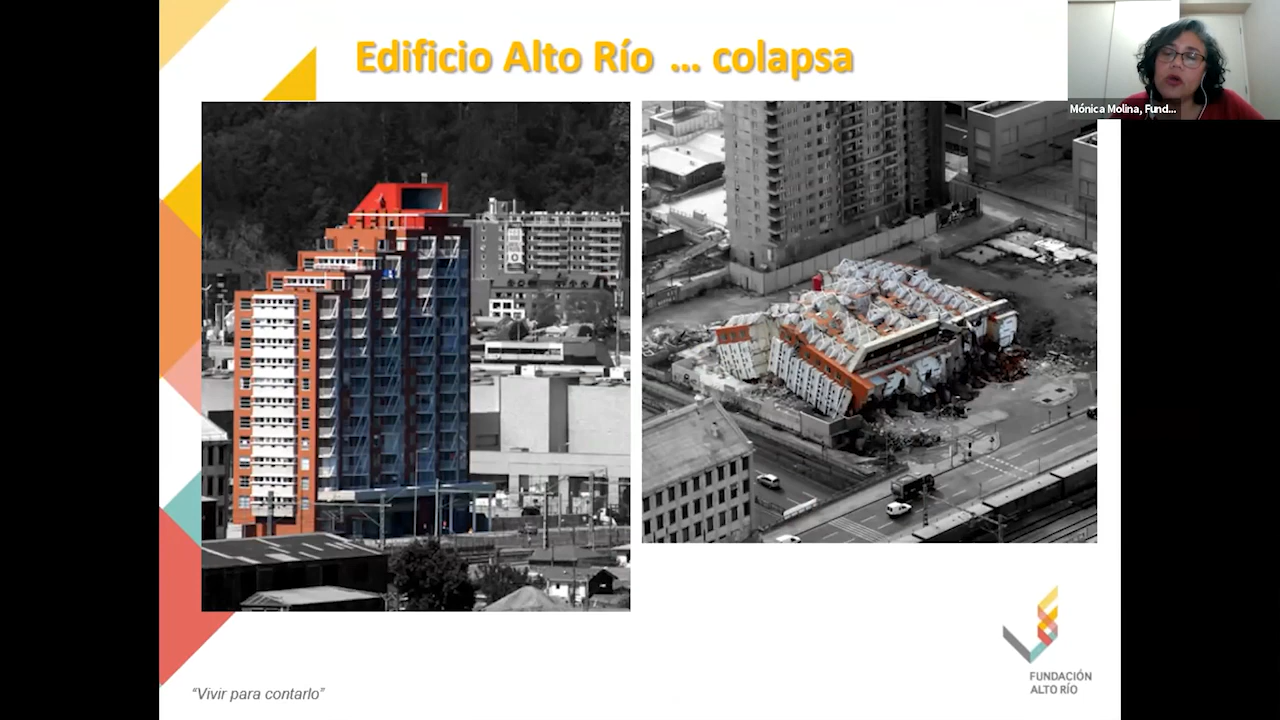 Edificio Alto Río ... colapsa
Mónica Molina, Fund...
FUNDACIÓN
ALTO RÍO
“Vivir para contarlo”